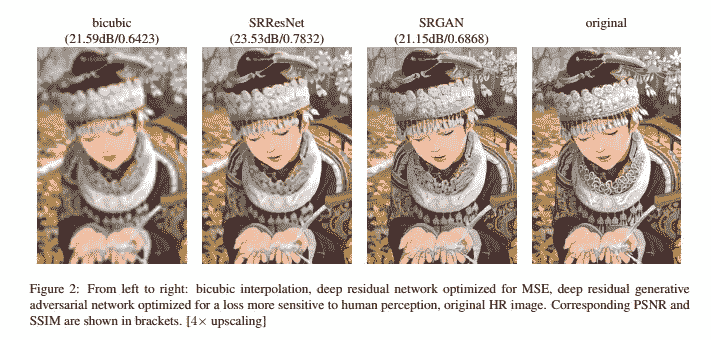 bicubic
(21.59dB/0.6423)
SRResNet
(23.53dB/0.7832)
SRGAN
(21.15dB/0.6868)
original
Figure 2: From left to right: bicubic interpolation, deep residual network optimized for MSE, deep residual generative
adversarial network optimized for a loss more sensitive to human perception, original HR image. Corresponding PSNR and
SSIM are shown in brackets. [4× upscaling]